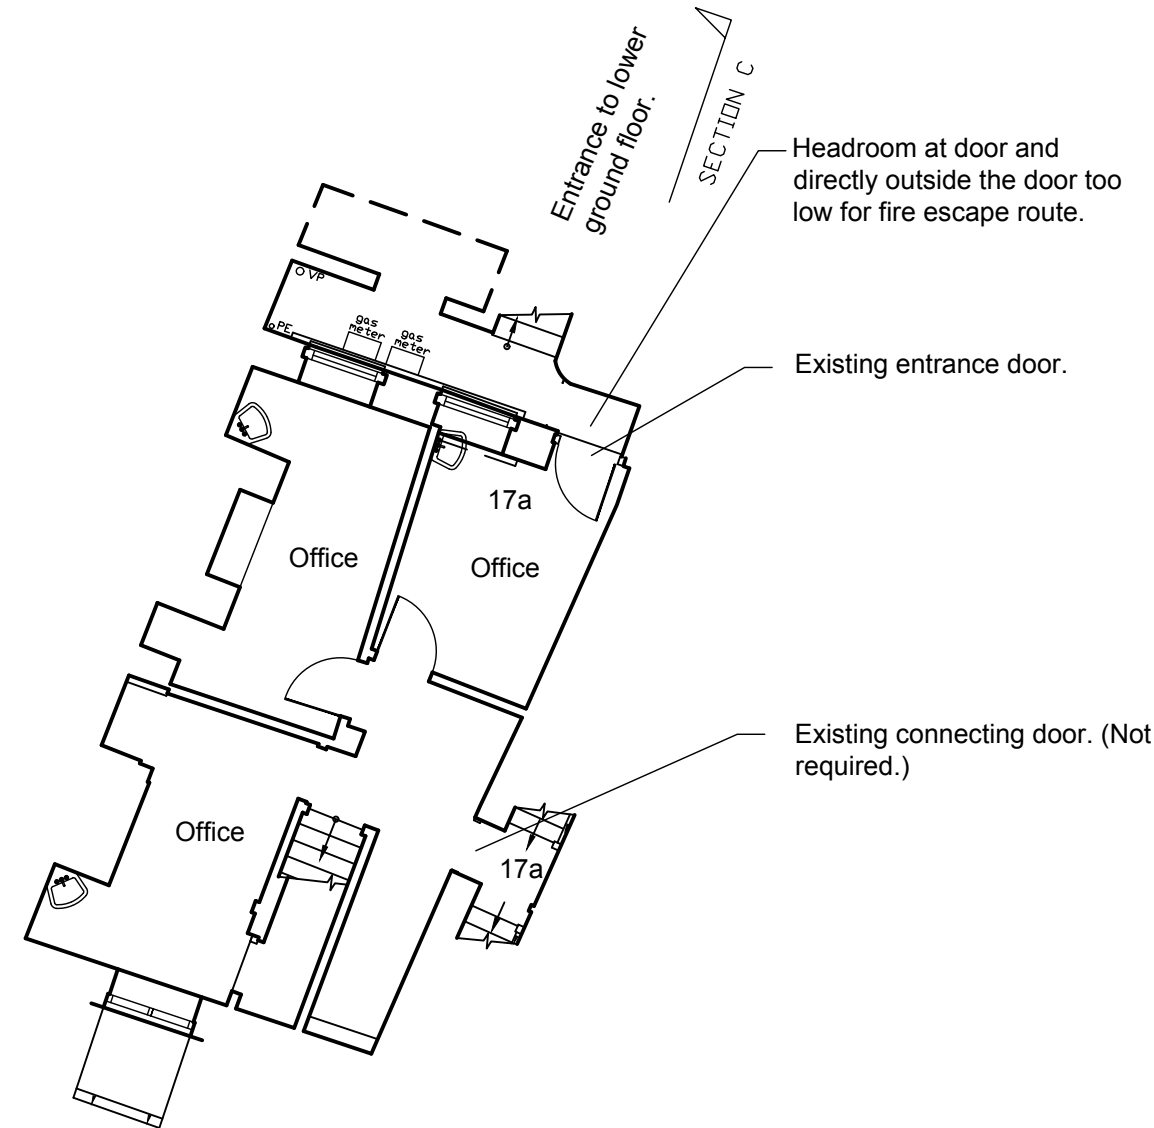 Entrance to lower
ground floor.
SECTION C
Headroom at door and
directly outside the door too
low for fire escape route.
VP
PE
gas
meter
gas
meter
Existing entrance door.
17a
Office
Office
Existing connecting door. (Not
required.)
Office
17a